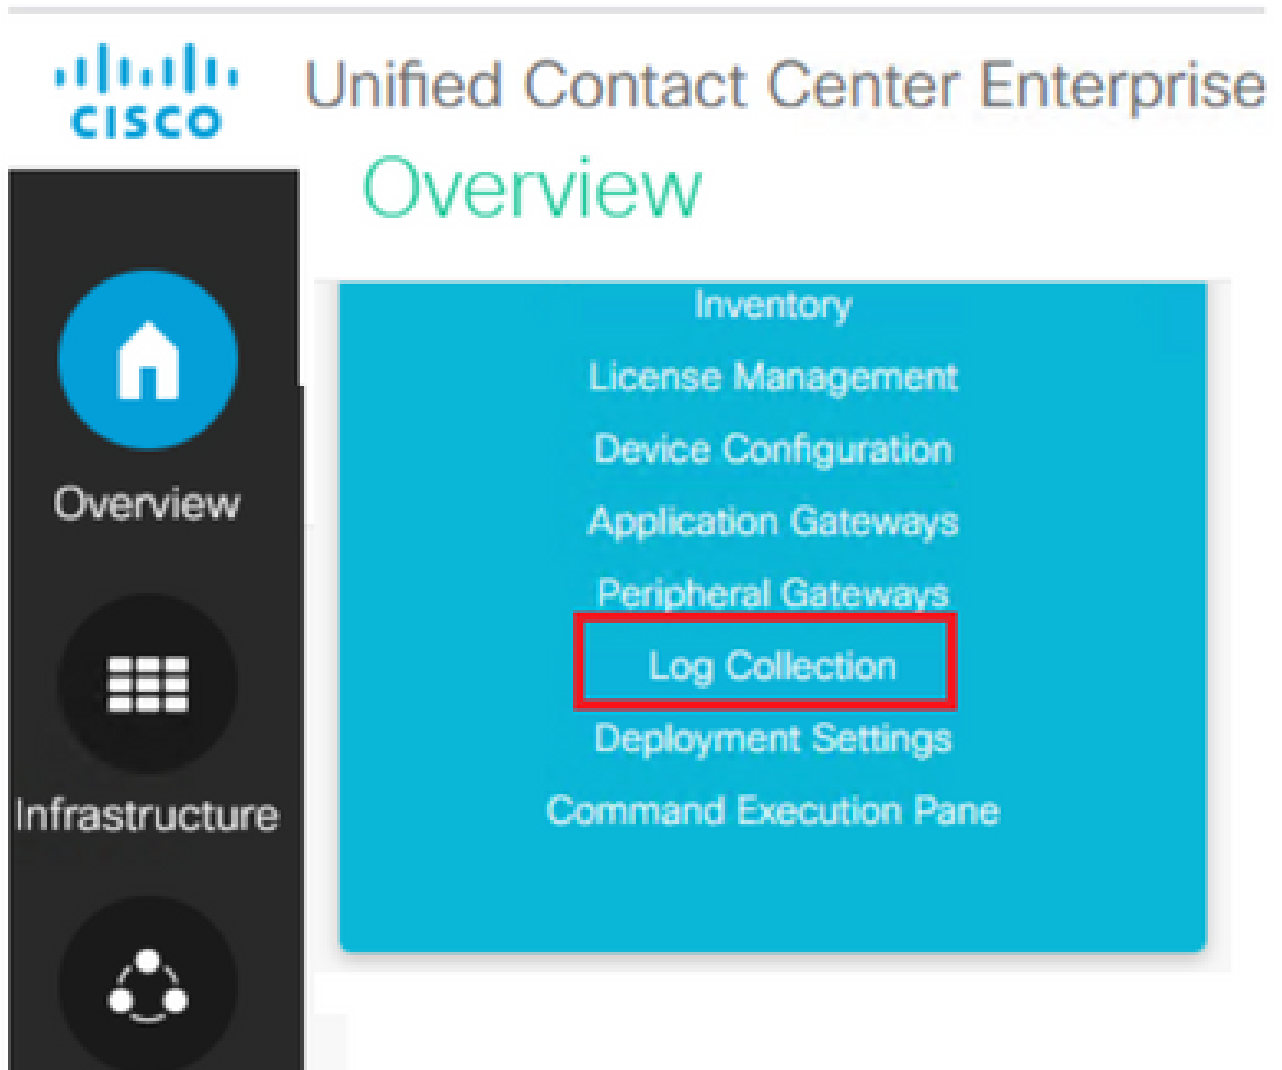 CISCO
Unified Contact Center Enterprise
Overview
Overview
Infrastructure
Inventory
License Management
Device Configuration
Application Gateways
Peripheral Gateways
Log Collection
Deployment Settings
Command Execution Pane